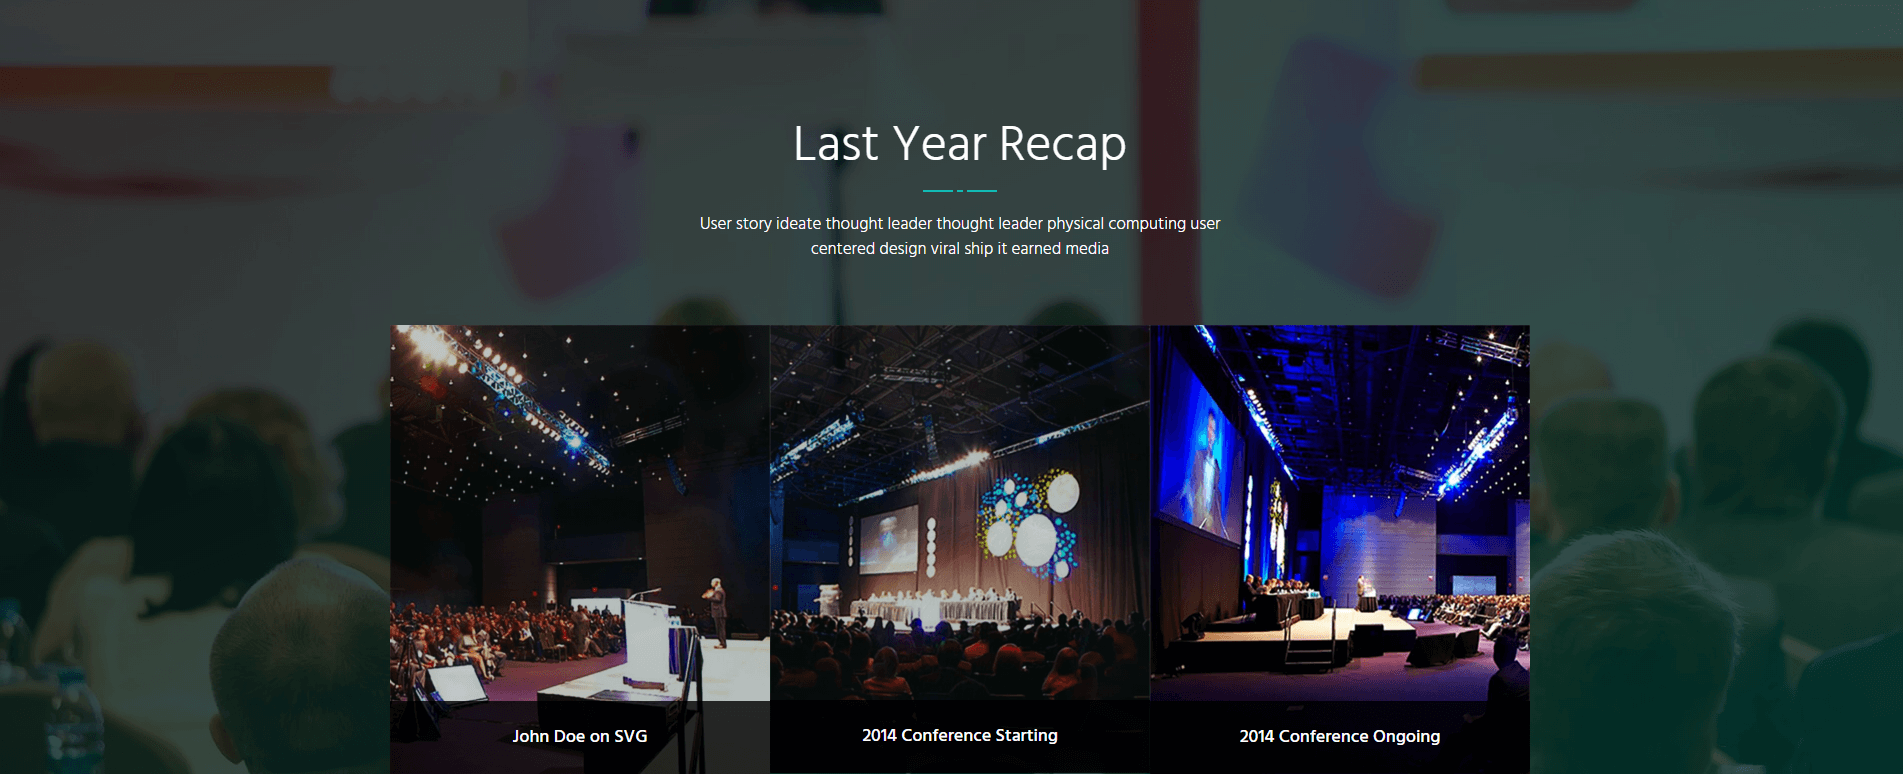 Last Year Recap
User story ideate thought leader thought leader physical computing user
centered design viral ship it earned media
John Doe on SVG
2014 Conference Starting
2014 Conference Ongoing